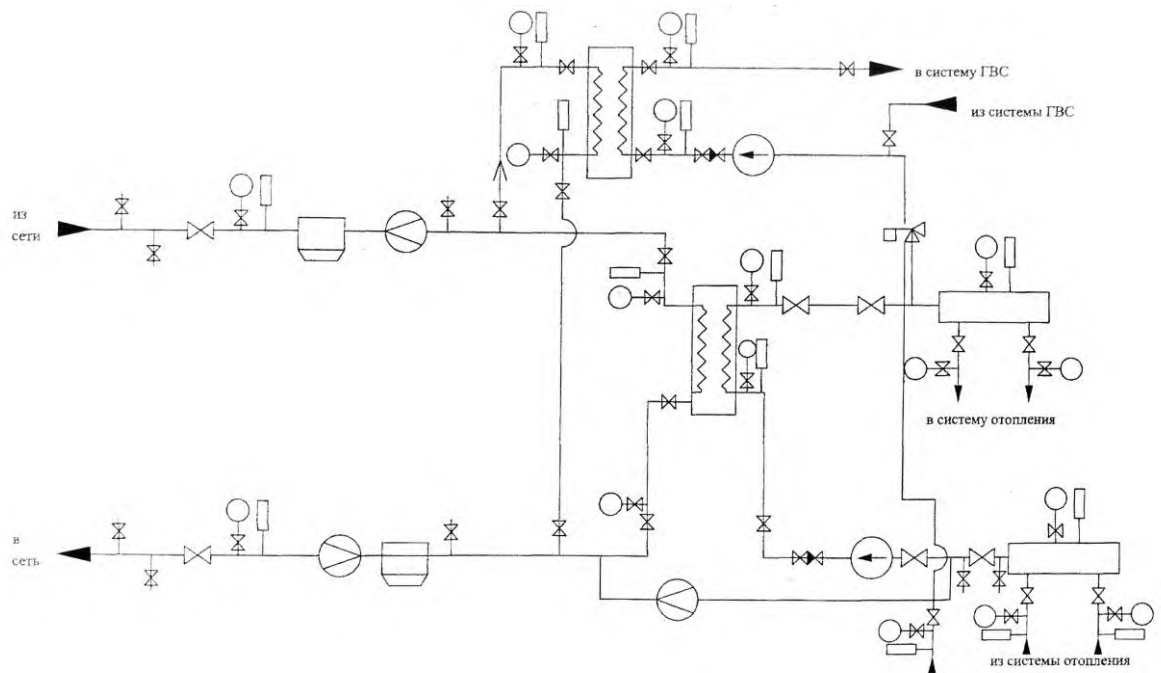 в систему ГВС
из системы ГВС
из
сети
в систему отопления
в
сеть
из системы отопления